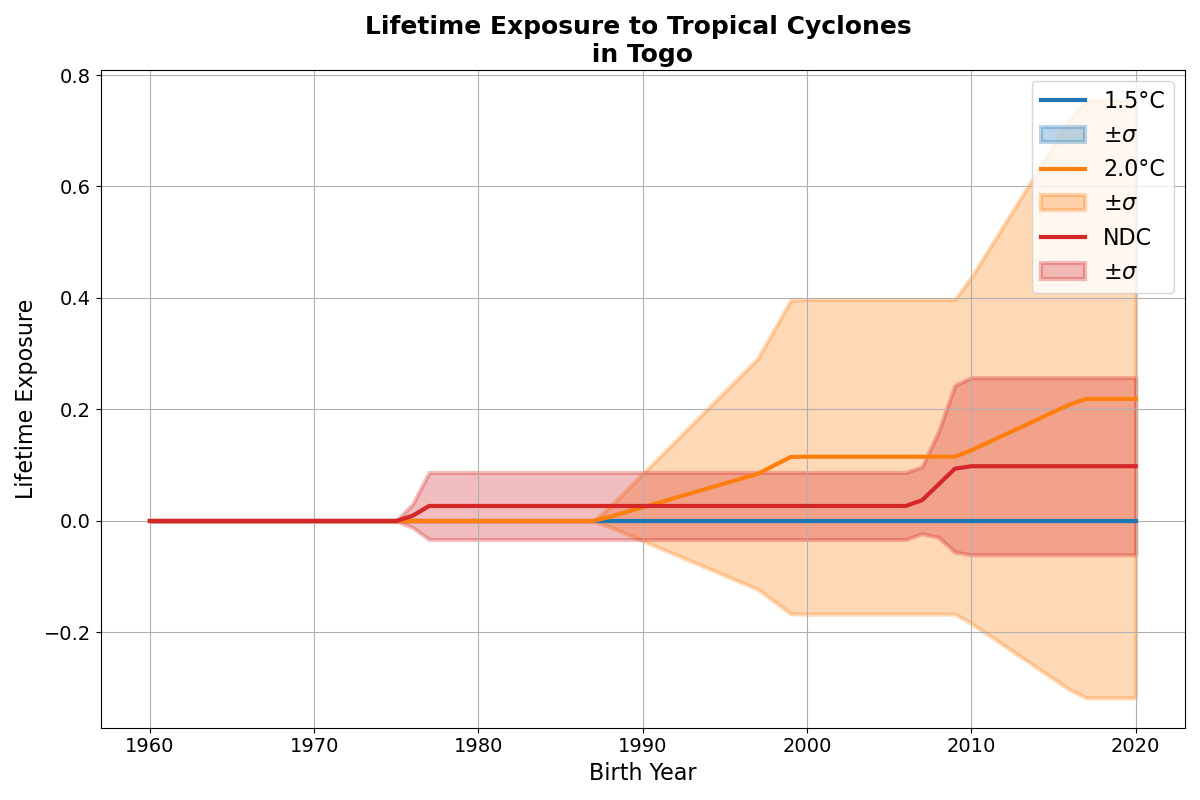 Lifetime Exposure to Tropical Cyclones
in Togo
Lifetime Exposure
0.8
0.6
0.4
0.2
0.0
−0.2
1960
1970
1980
1990
2000
2010
2020
Birth Year
1.5°C
±σ
2.0°C
±σ
NDC
±σ